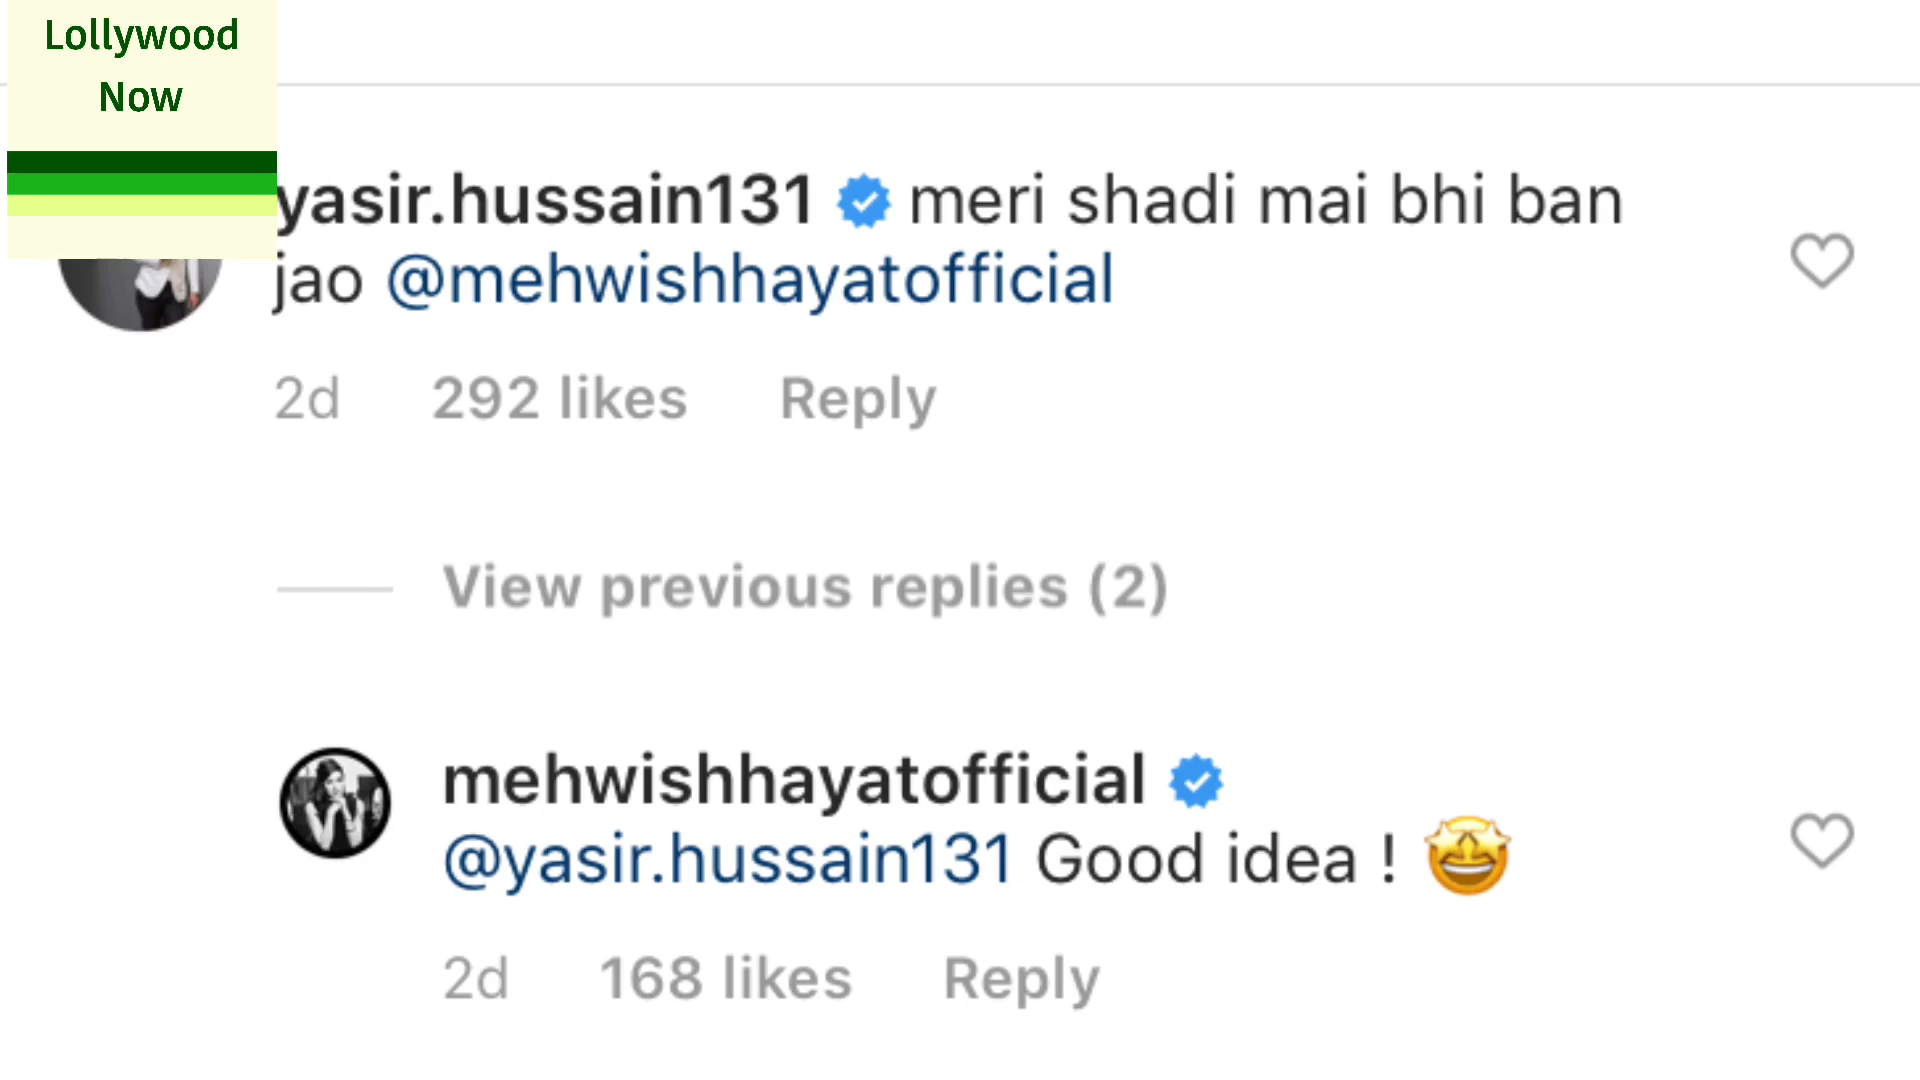 Lollywood
Now
yasir.hussain131 meri shadi mai bhi ban
jao @mehwishhayatofficial
2d 292 likes Reply
View previous replies (2)
mehwishhayatofficial
@yasir.hussain131 Good idea ! 🤩
2d 168 likes Reply